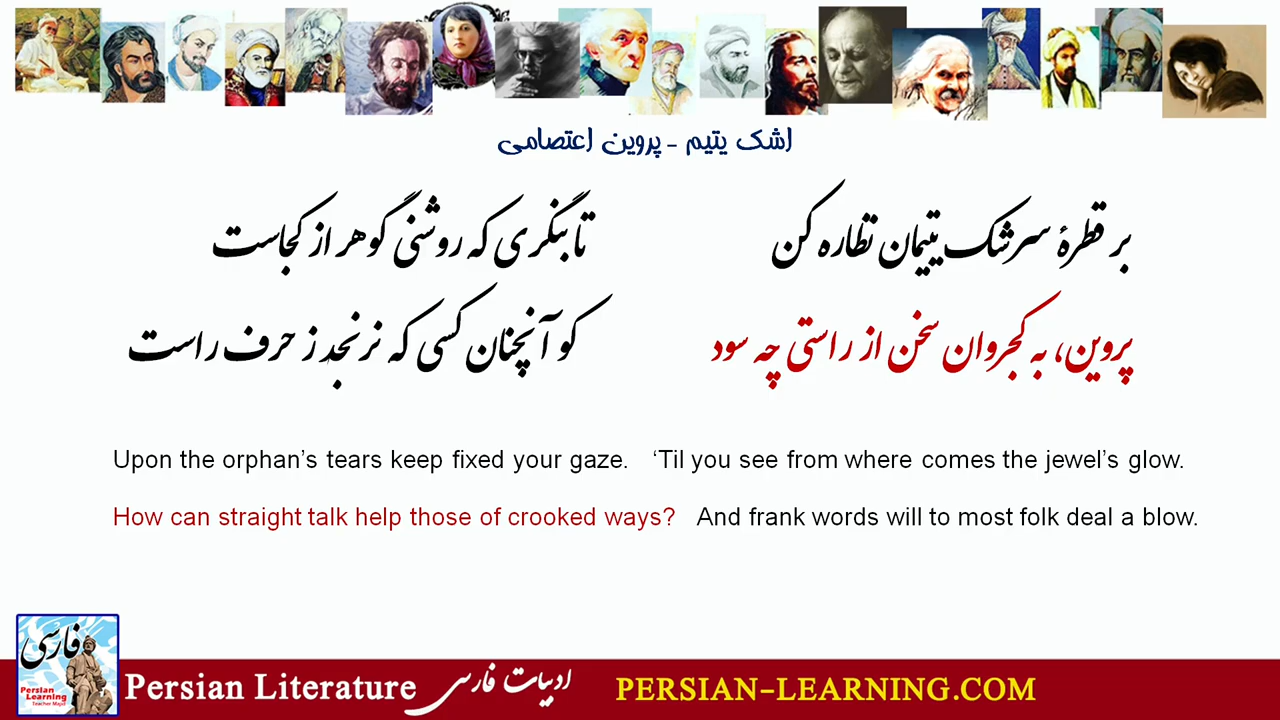 اشک یتیم - پروین اعتصامی
بر قطرهٔ سرشک یتیمان نظاره کن تا بنگری که روشنی گوهر از کجاست
پروین، به کجروان سخن از راستی چه سود کو آنچنان کسی که نرنجد ز حرف راست
Upon the orphan’s tears keep fixed your gaze. ‘Til you see from where comes the jewel’s glow.
How can straight talk help those of crooked ways? And frank words will to most folk deal a blow.
فارسی
Persian
Learning
Teacher Majid
Persian Literature ادبیات فارسی PERSIAN-LEARNING.COM